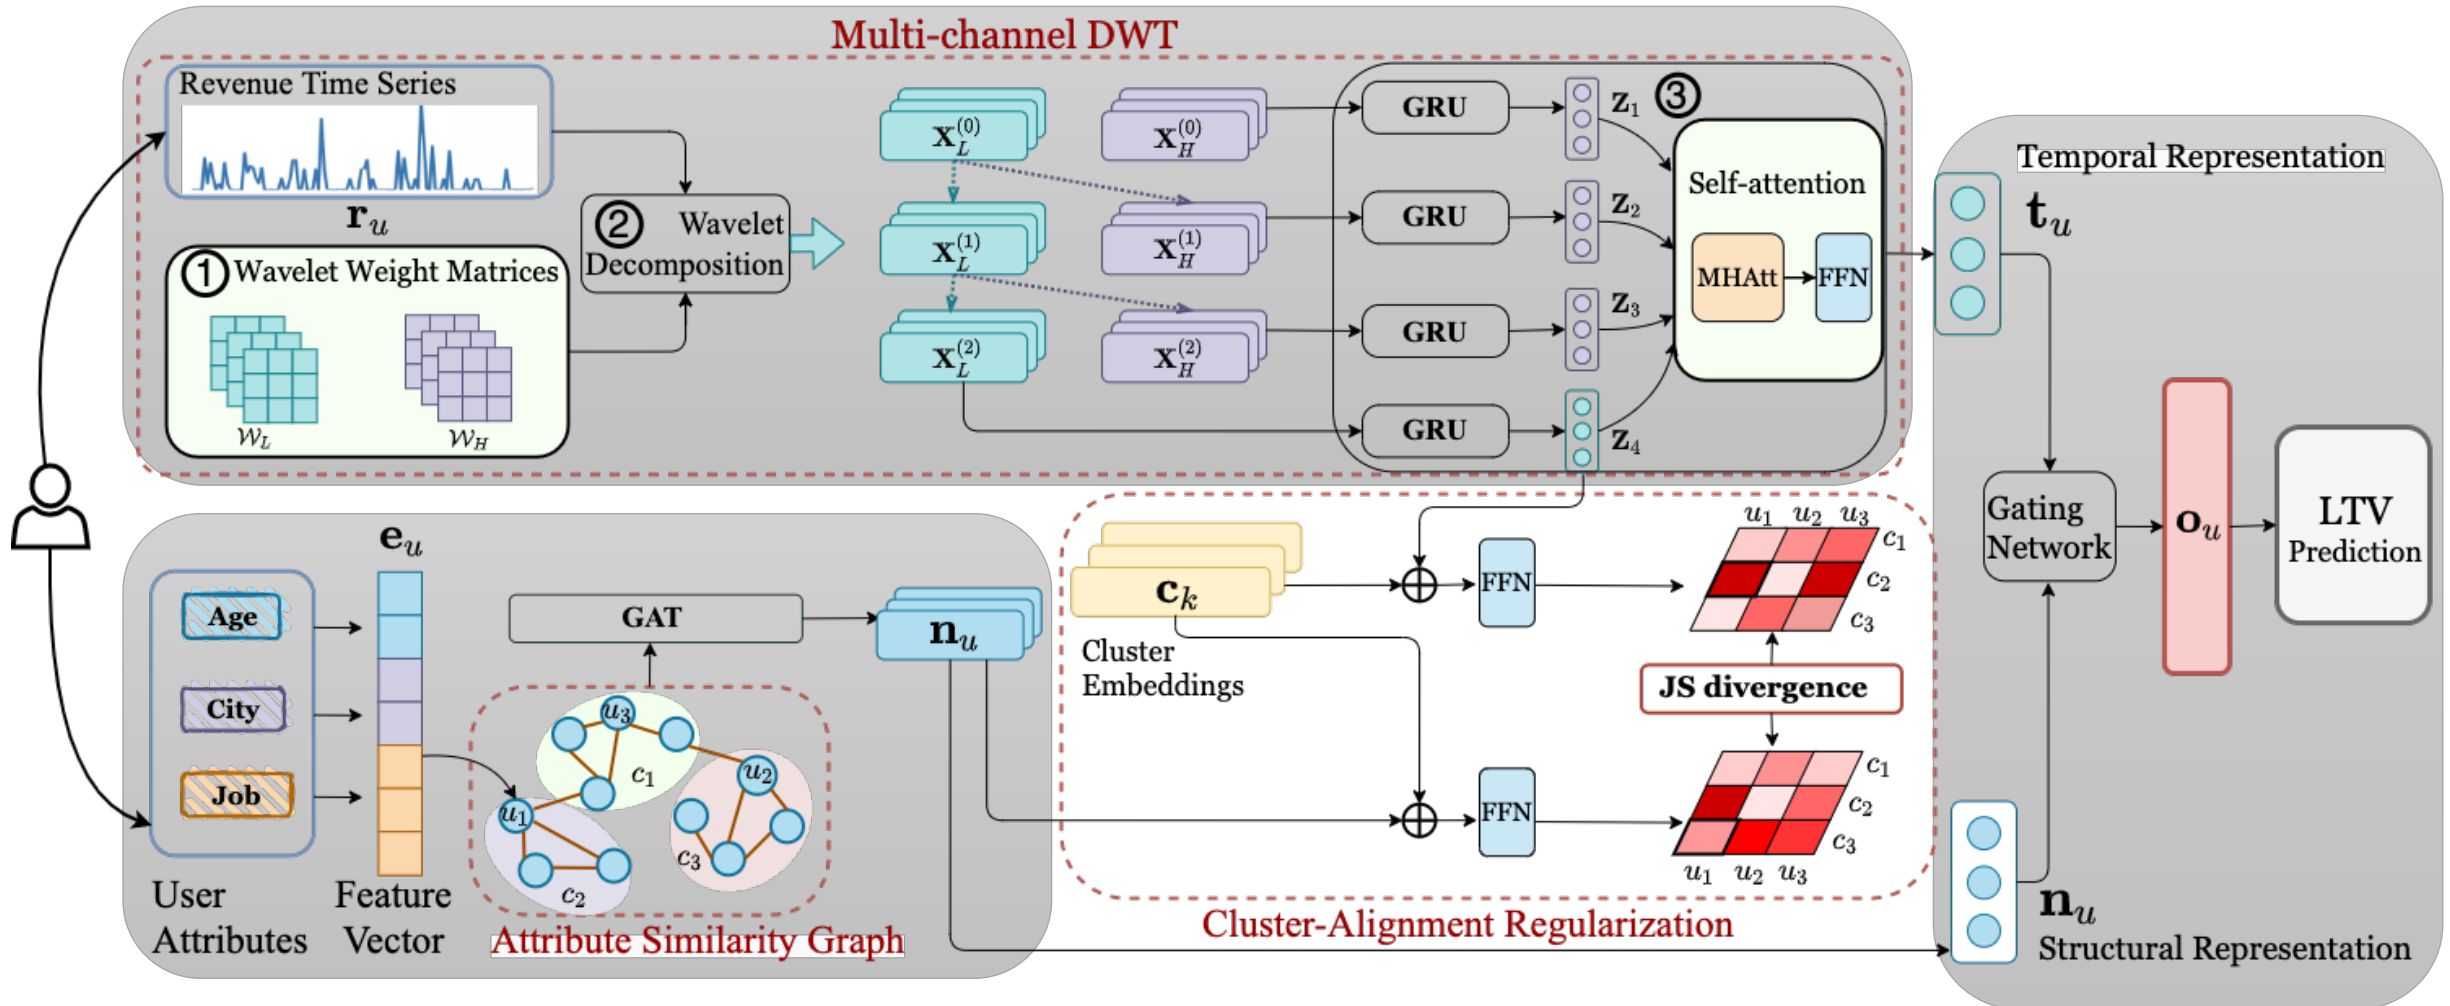 Multi-channel DWT
Revenue Time Series
r_u
① Wavelet Weight Matrices
W_L
W_H
② Wavelet
Decomposition
X_L^(0)
X_H^(0)
X_L^(1)
X_H^(1)
X_L^(2)
X_H^(2)
GRU
GRU
GRU
GRU
z_1
z_2
z_3
z_4
③
Self-attention
MHAtt
FFN
Temporal Representation
t_u
Gating
Network
o_u
LTV
Prediction
n_u
Structural Representation
e_u
Age
City
Job
User
Attributes
Feature
Vector
GAT
n_u
u_3
c_1
u_2
u_1
c_3
c_2
Attribute Similarity Graph
c_k
Cluster
Embeddings
FFN
FFN
u_1 u_2 u_3
c_1
c_2
c_3
JS divergence
c_1
c_2
c_3
u_1 u_2 u_3
Cluster-Alignment Regularization